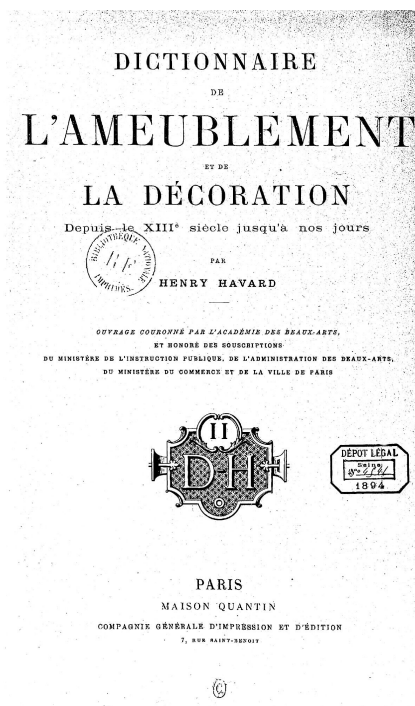 DICTIONNAIRE
DE
L'AMEUBLEMENT
ET DE
LA DÉCORATION
Depuis le XIIIe siècle jusqu'à nos jours
BIBLIOTHÈQUE NATIONALE
IMPRIMÉS
PAR
HENRY HAVARD
OUVRAGE COURONNÉ PAR L'ACADÉMIE DES BEAUX-ARTS,
ET HONORÉ DES SOUSCRIPTIONS
DU MINISTÈRE DE L'INSTRUCTION PUBLIQUE, DE L'ADMINISTRATION DES BEAUX-ARTS,
DU MINISTÈRE DU COMMERCE ET DE LA VILLE DE PARIS
II
D-H
DÉPOT LÉGAL
Seine
1894
PARIS
MAISON QUANTIN
COMPAGNIE GÉNÉRALE D'IMPRESSION ET D'ÉDITION
7, RUE SAINT-BENOIT